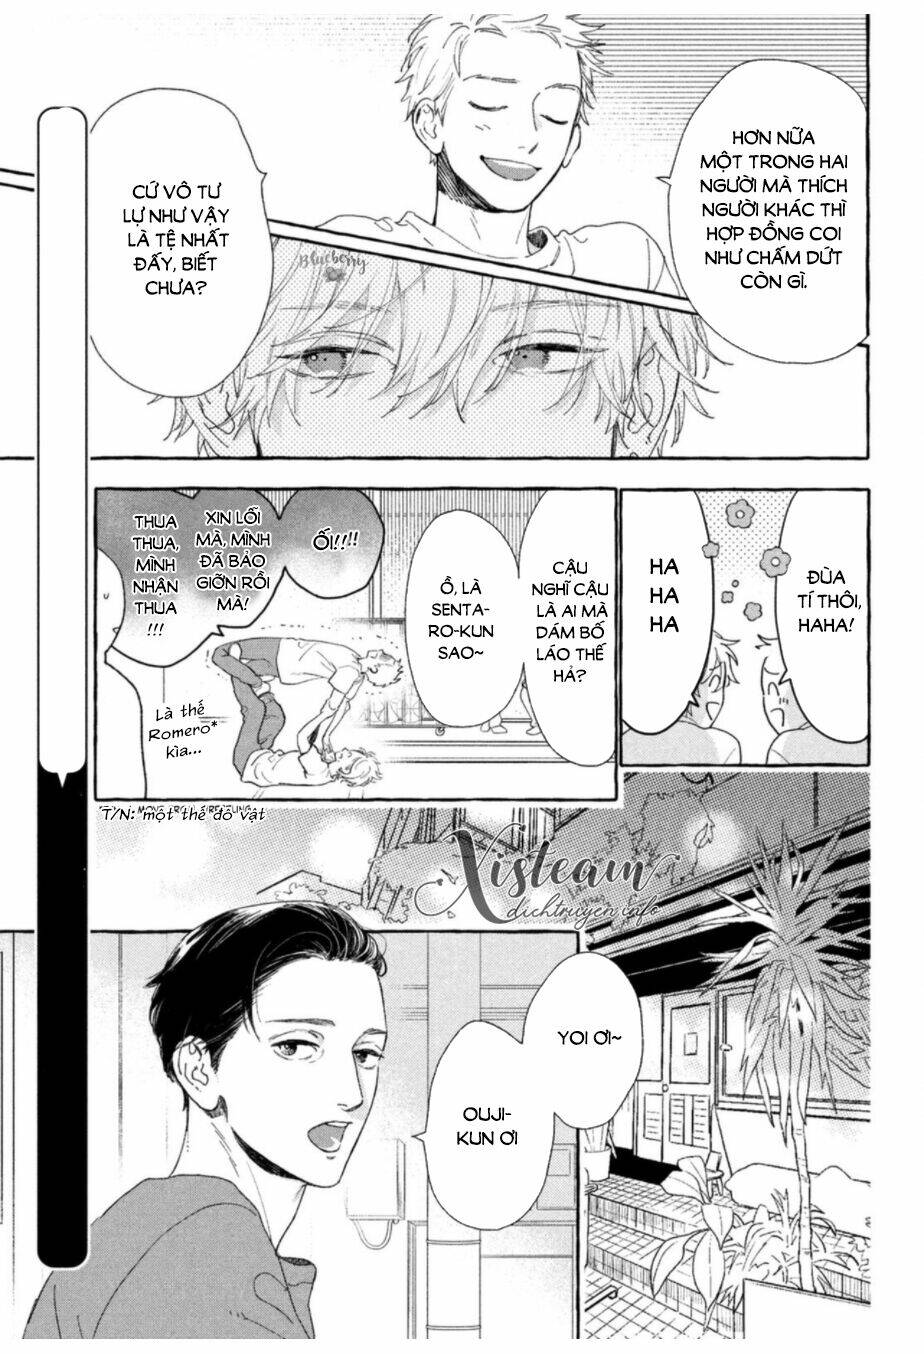 HƠN NỮA
MỘT TRONG HAI
NGƯỜI MÀ THÍCH
NGƯỜI KHÁC THÌ
HỢP ĐỒNG COI
NHƯ CHẤM DỨT
CÒN GÌ.
CỨ VÔ TƯ
LỰ NHƯ VẬY
LÀ TỆ NHẤT
ĐẤY, BIẾT
CHƯA?
Blueberry
ĐÙA
TÍ THÔI,
HAHA!
HA
HA
HA
CẬU
NGHĨ CẬU
LÀ AI MÀ
DÁM BỐ
LÁO THẾ
HẢ?
Ồ, LÀ
SENTA-
RO-KUN
SAO~
ỐI!!!!
XIN LỐI
MÀ, MÌNH
ĐÃ BẢO
GIỠN RỒI
MÀ!
THUA
THUA,
MÌNH
NHẬN
THUA
!!!
Là thế
Romero*
kìa...
T/N: một thế đô vật
Xisteam
dichtruyen.info
YOI ƠI~
OUJI-
KUN ƠI